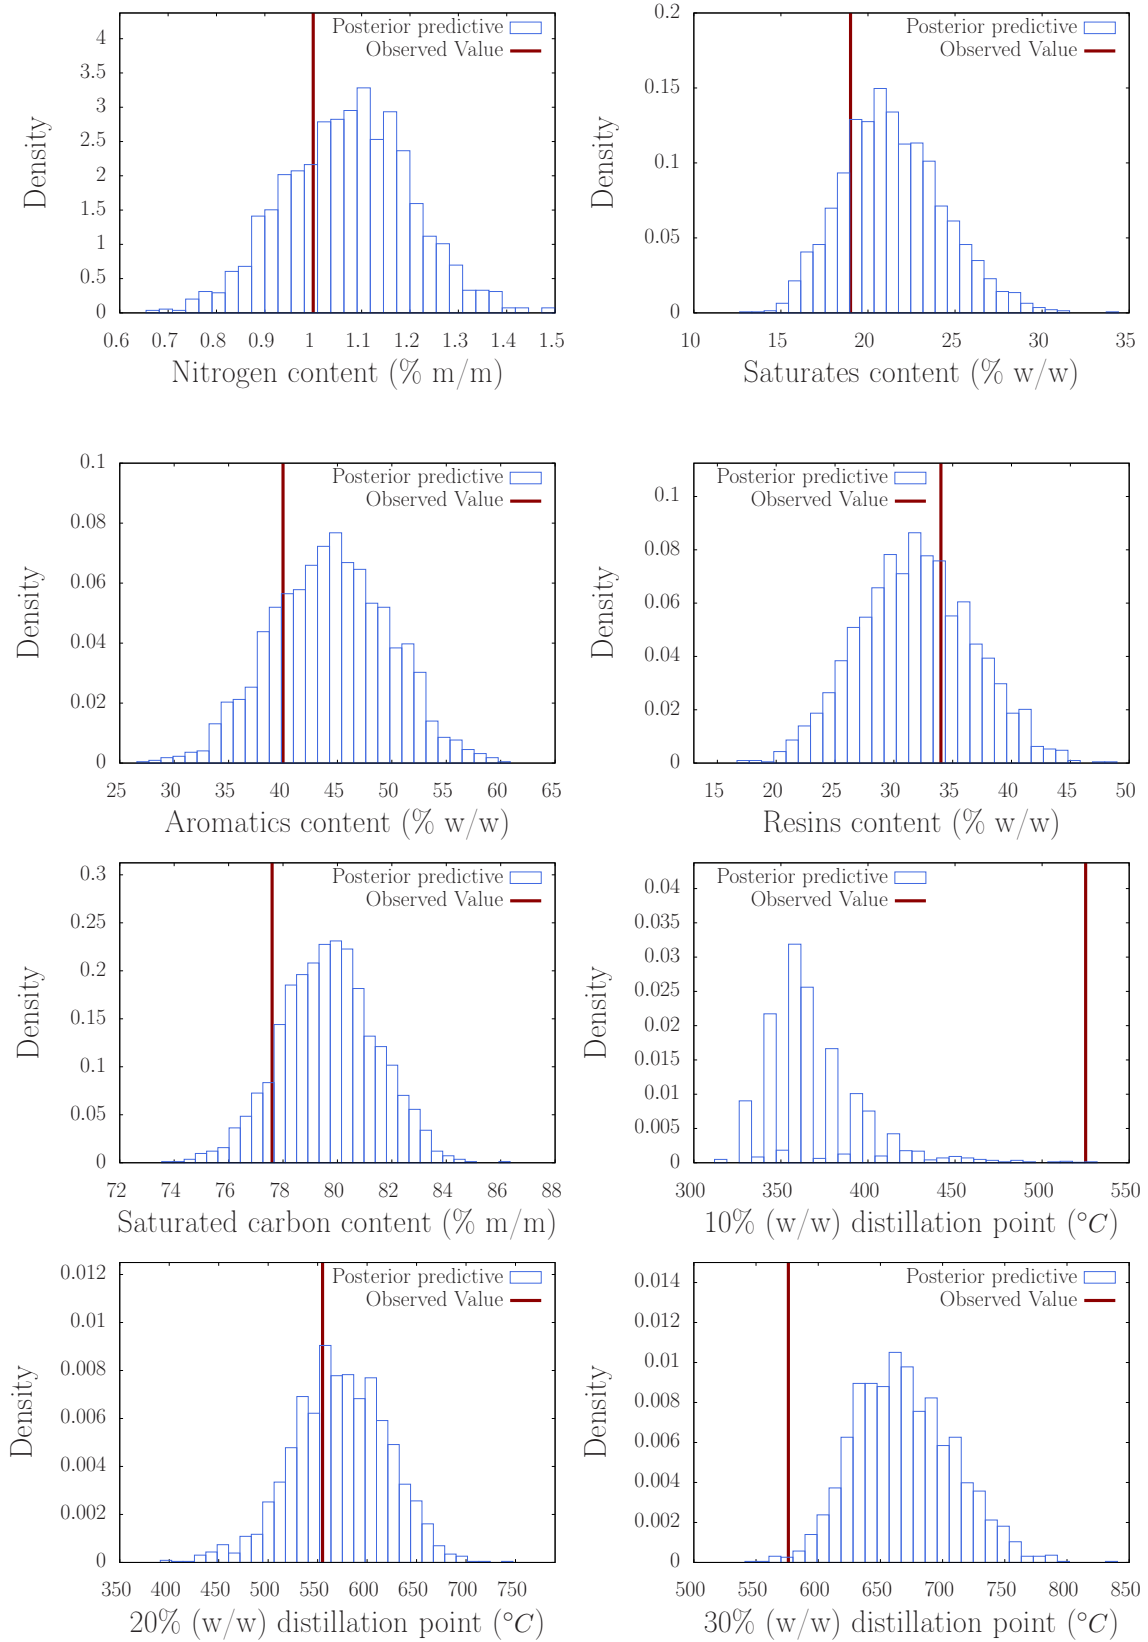 Posterior predictive
Observed Value
4
3.5
3
2.5
2
1.5
1
0.5
0
Density
0.6 0.7 0.8 0.9 1 1.1 1.2 1.3 1.4 1.5
Nitrogen content (% m/m)
Posterior predictive
Observed Value
0.2
0.15
0.1
0.05
0
Density
10 15 20 25 30 35
Saturates content (% w/w)
Posterior predictive
Observed Value
0.1
0.08
0.06
0.04
0.02
0
Density
25 30 35 40 45 50 55 60 65
Aromatics content (% w/w)
Posterior predictive
Observed Value
0.1
0.08
0.06
0.04
0.02
0
Density
15 20 25 30 35 40 45 50
Resins content (% w/w)
Posterior predictive
Observed Value
0.3
0.25
0.2
0.15
0.1
0.05
0
Density
72 74 76 78 80 82 84 86 88
Saturated carbon content (% m/m)
Posterior predictive
Observed Value
0.04
0.035
0.03
0.025
0.02
0.015
0.01
0.005
0
Density
300 350 400 450 500 550
10% (w/w) distillation point (°C)
Posterior predictive
Observed Value
0.012
0.01
0.008
0.006
0.004
0.002
0
Density
350 400 450 500 550 600 650 700 750
20% (w/w) distillation point (°C)
Posterior predictive
Observed Value
0.014
0.012
0.01
0.008
0.006
0.004
0.002
0
Density
500 550 600 650 700 750 800 850
30% (w/w) distillation point (°C)